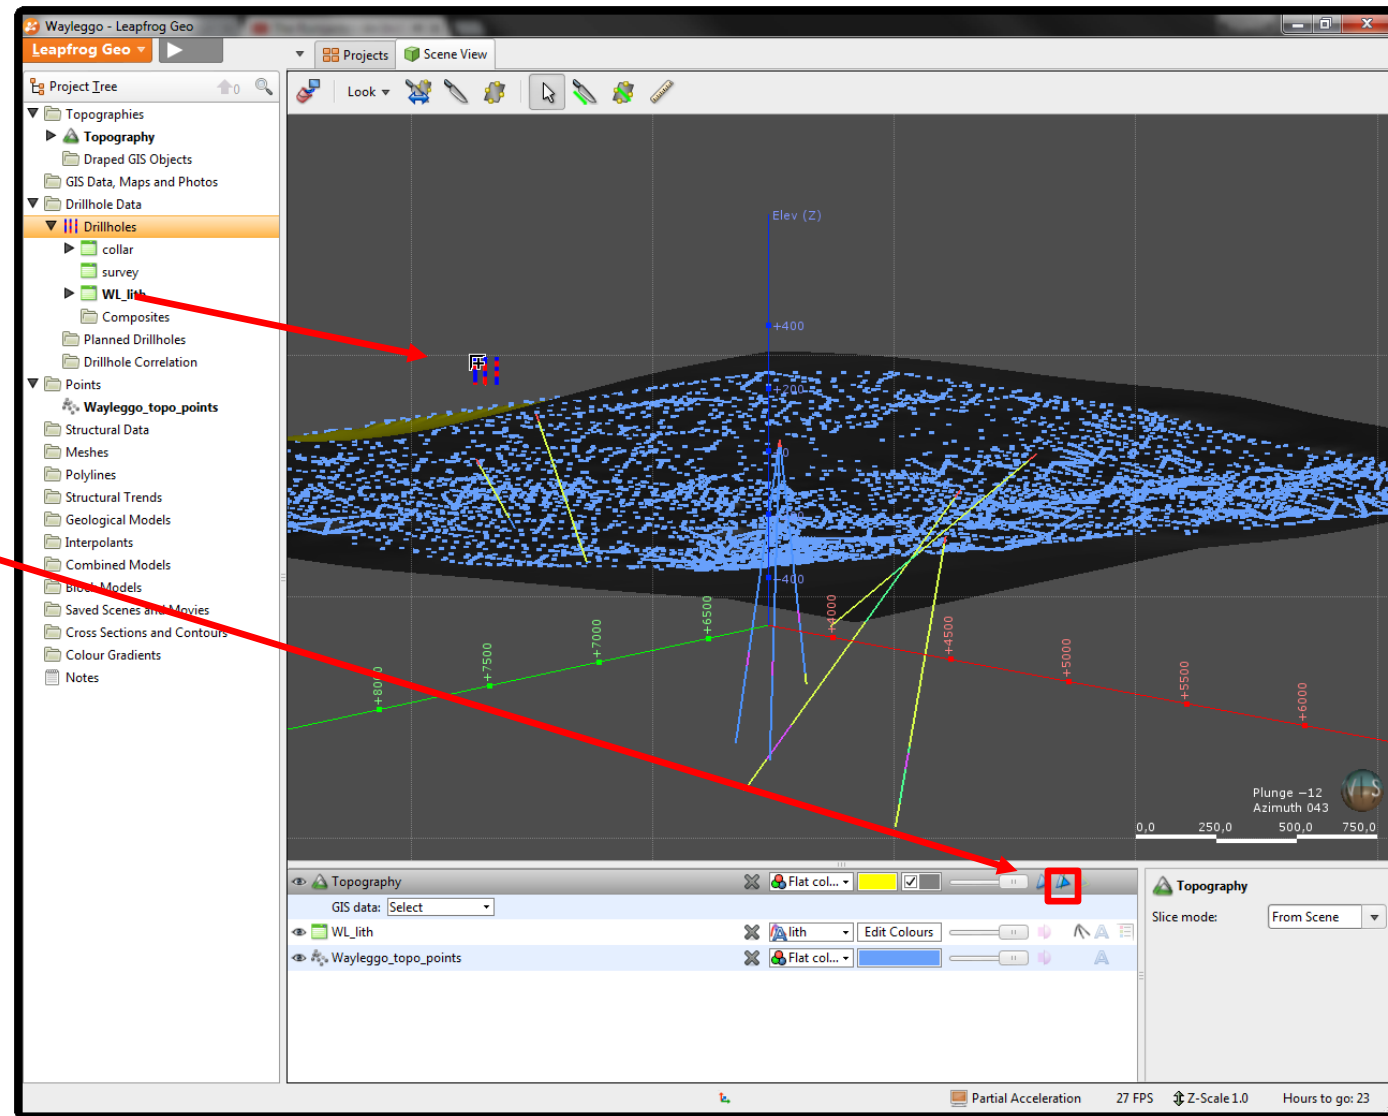 Wayleggo - Leapfrog Geo
Leapfrog Geo
Projects
Scene View
Project Tree
0
Look
Topographies
Topography
Draped GIS Objects
GIS Data, Maps and Photos
Drillhole Data
Drillholes
collar
survey
WL_lith
Composites
Planned Drillholes
Drillhole Correlation
Points
Wayleggo_topo_points
Structural Data
Meshes
Polylines
Structural Trends
Geological Models
Interpolants
Combined Models
Block Models
Saved Scenes and Movies
Cross Sections and Contours
Colour Gradients
Notes
Elev (Z)
+400
+200
-400
+8000
+7500
+7000
+6500
+4000
+4500
+5000
+5500
+6000
Plunge −12
Azimuth 043
0,0 250,0 500,0 750,0
Topography
Flat col...
GIS data: Select
WL_lith
lith
Edit Colours
Wayleggo_topo_points
Flat col...
Topography
Slice mode: From Scene
Partial Acceleration
27 FPS
Z-Scale 1.0
Hours to go: 23